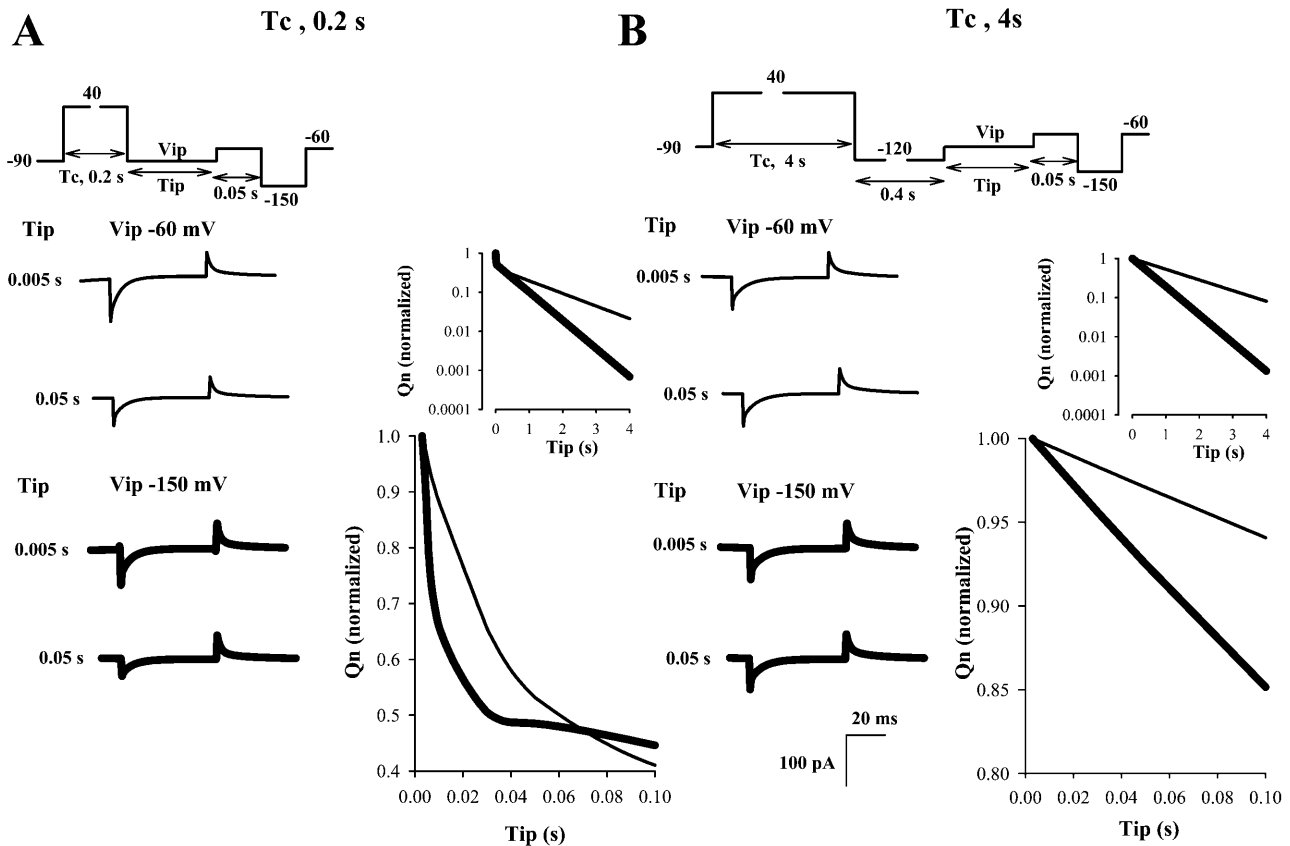 A
Tc , 0.2 s
40
-90
Vip
-60
Tc, 0.2 s
Tip
0.05 s
-150
Tip
Vip -60 mV
0.005 s
0.05 s
Tip
Vip -150 mV
0.005 s
0.05 s
Qn (normalized)
1
0.1
0.01
0.001
0.0001
0 1 2 3 4
Tip (s)
Qn (normalized)
1.0
0.9
0.8
0.7
0.6
0.5
0.4
0.00 0.02 0.04 0.06 0.08 0.10
Tip (s)
B
Tc , 4s
40
-90
-120
Vip
-60
Tc, 4 s
0.4 s
Tip
0.05 s
-150
Tip
Vip -60 mV
0.005 s
0.05 s
Tip
Vip -150 mV
0.005 s
0.05 s
20 ms
100 pA
Qn (normalized)
1
0.1
0.01
0.001
0.0001
0 1 2 3 4
Tip (s)
Qn (normalized)
1.00
0.95
0.90
0.85
0.80
0.00 0.02 0.04 0.06 0.08 0.10
Tip (s)